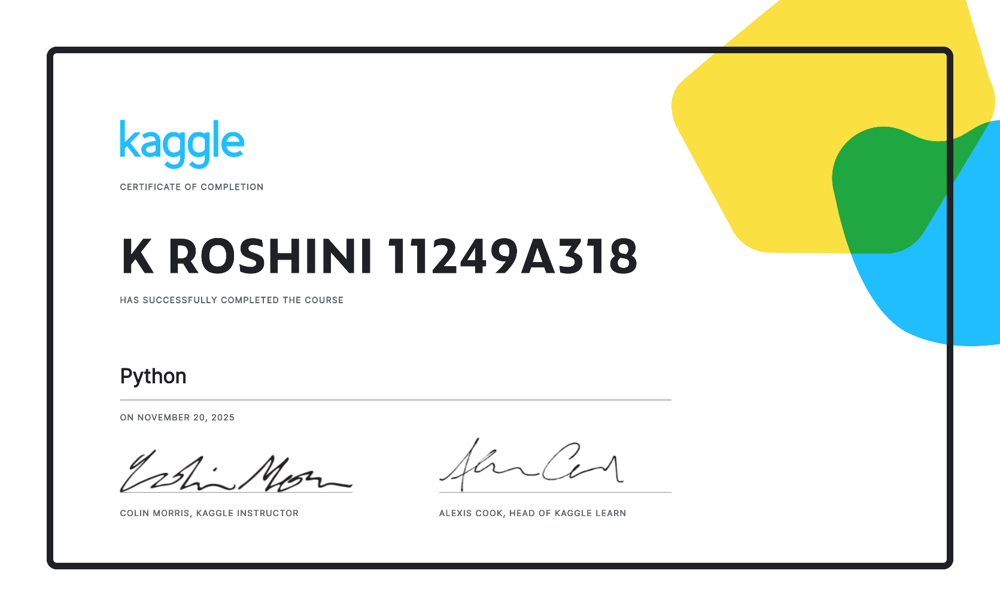 kaggle
CERTIFICATE OF COMPLETION
K ROSHINI 11249A318
HAS SUCCESSFULLY COMPLETED THE COURSE
Python
ON NOVEMBER 20, 2025
COLIN MORRIS, KAGGLE INSTRUCTOR
ALEXIS COOK, HEAD OF KAGGLE LEARN